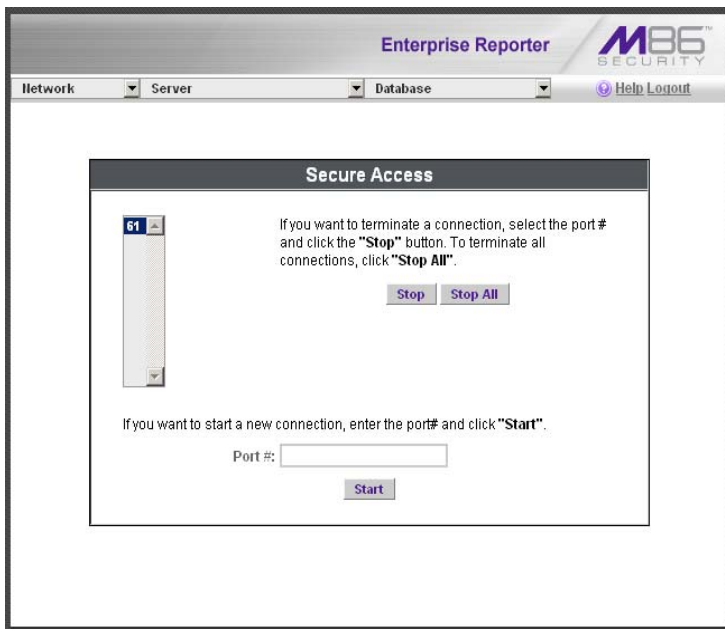 Enterprise Reporter
M86™
SECURITY
Network Server Database Help Logout
Secure Access
61
If you want to terminate a connection, select the port #
and click the "Stop" button. To terminate all
connections, click "Stop All".
Stop Stop All
If you want to start a new connection, enter the port# and click "Start".
Port #:
Start